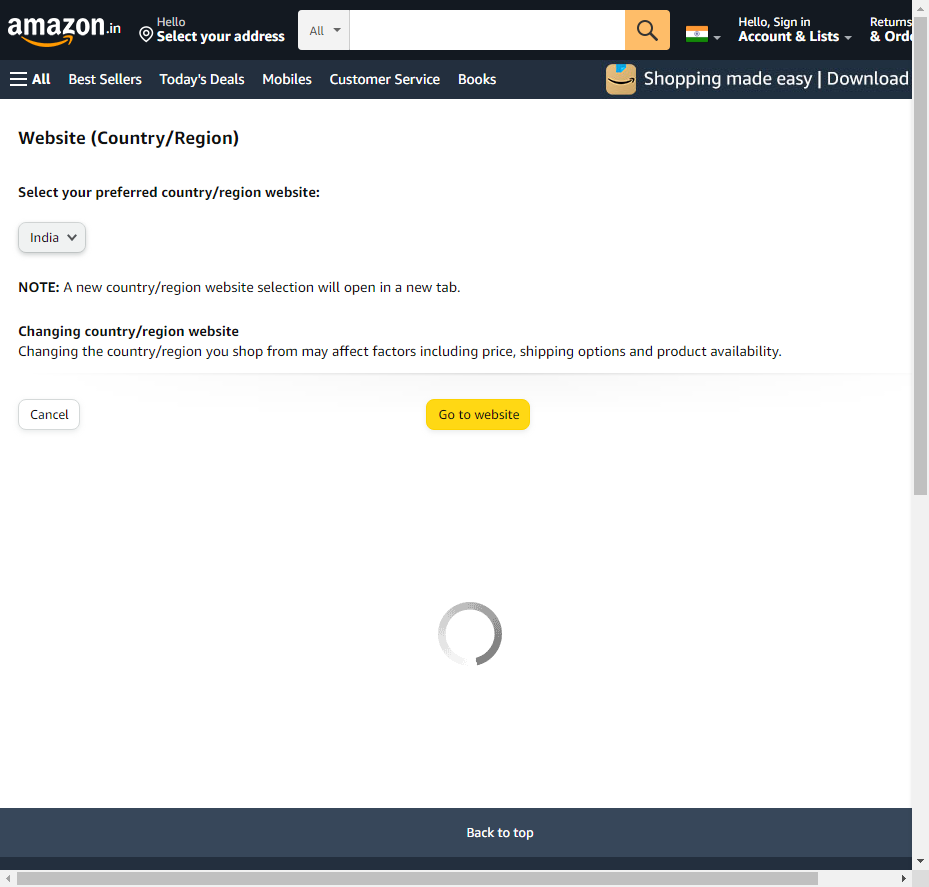 amazon.in
Hello
Select your address
All
Hello, Sign in
Account & Lists
Returns
& Orde
All Best Sellers Today's Deals Mobiles Customer Service Books
Shopping made easy | Download
Website (Country/Region)
Select your preferred country/region website:
India
NOTE: A new country/region website selection will open in a new tab.
Changing country/region website
Changing the country/region you shop from may affect factors including price, shipping options and product availability.
Cancel
Go to website
Back to top